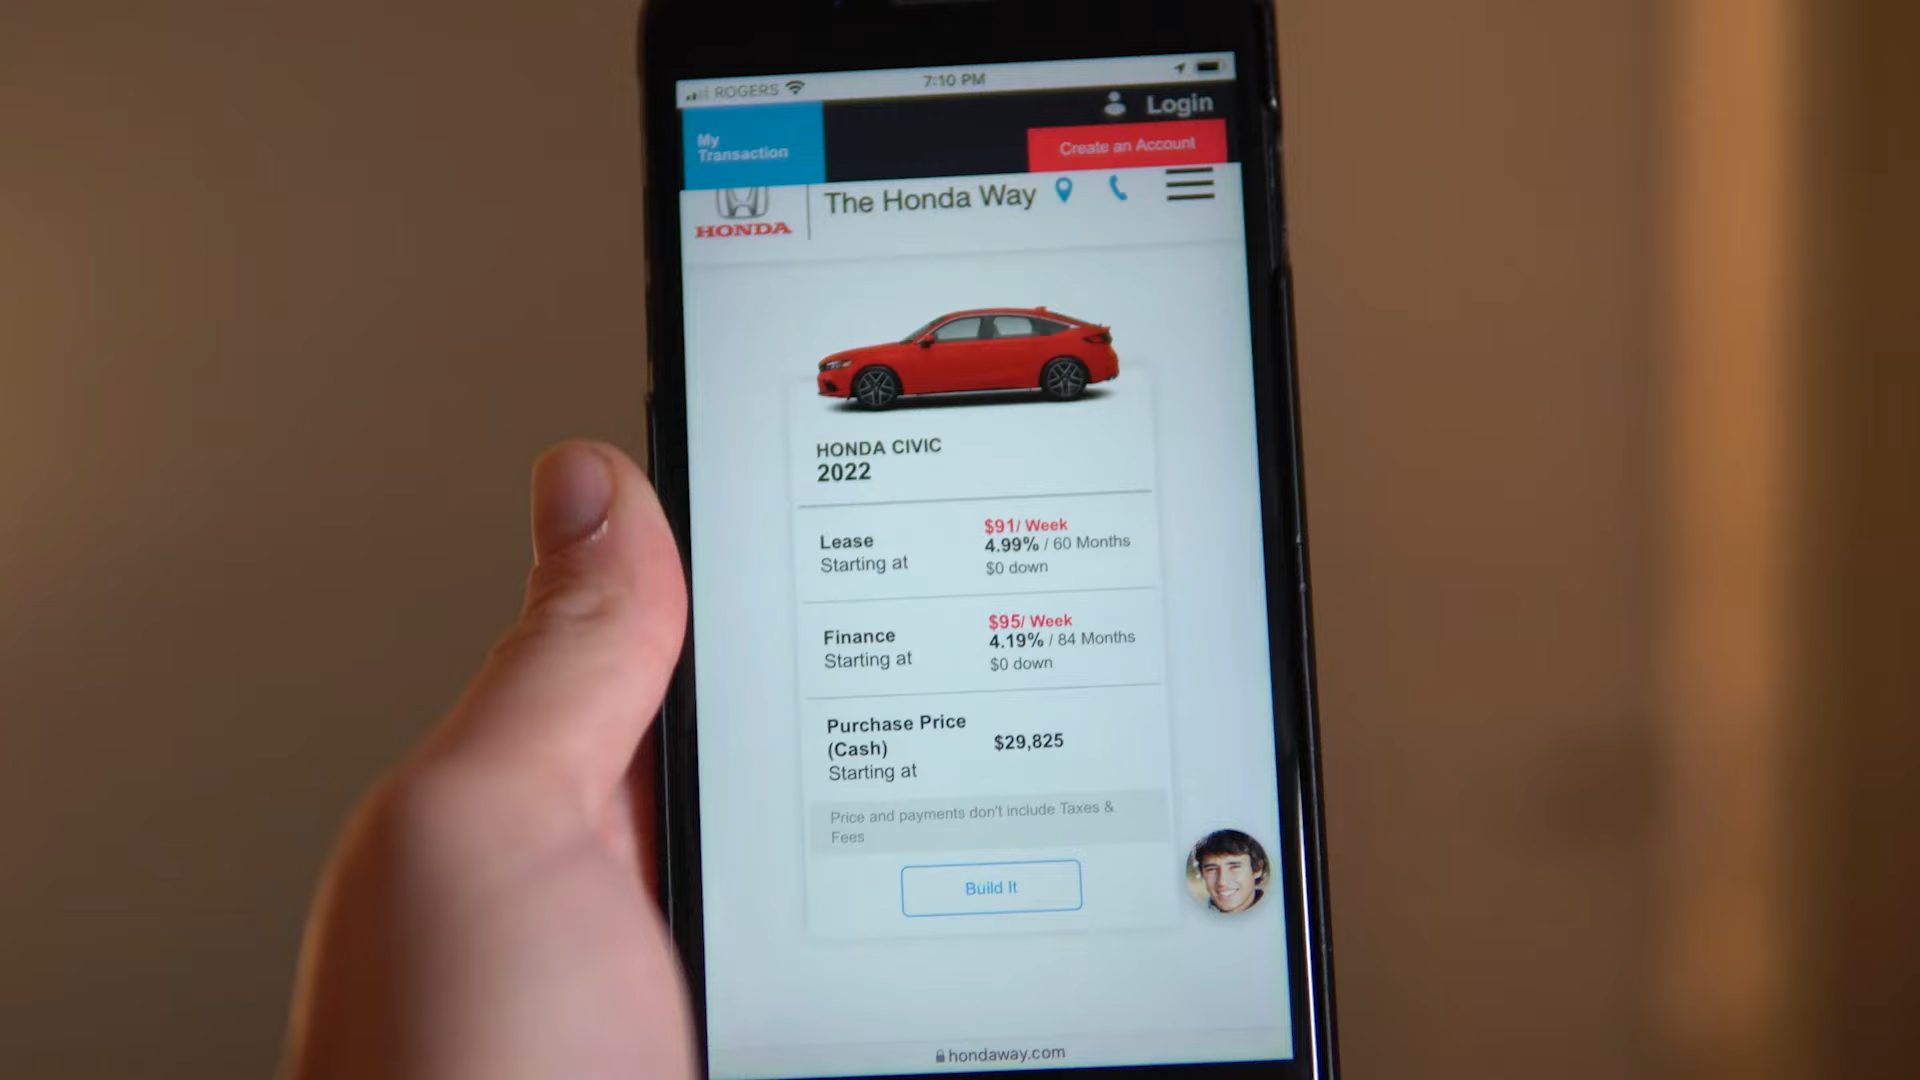 ROGERS
7:10 PM
Login
My
Transaction
Create an Account
HONDA
The Honda Way
HONDA CIVIC
2022
Lease
Starting at
$91/ Week
4.99% / 60 Months
$0 down
Finance
Starting at
$95/ Week
4.19% / 84 Months
$0 down
Purchase Price
(Cash)
Starting at
$29,825
Price and payments don't include Taxes &
Fees
Build It
hondaway.com